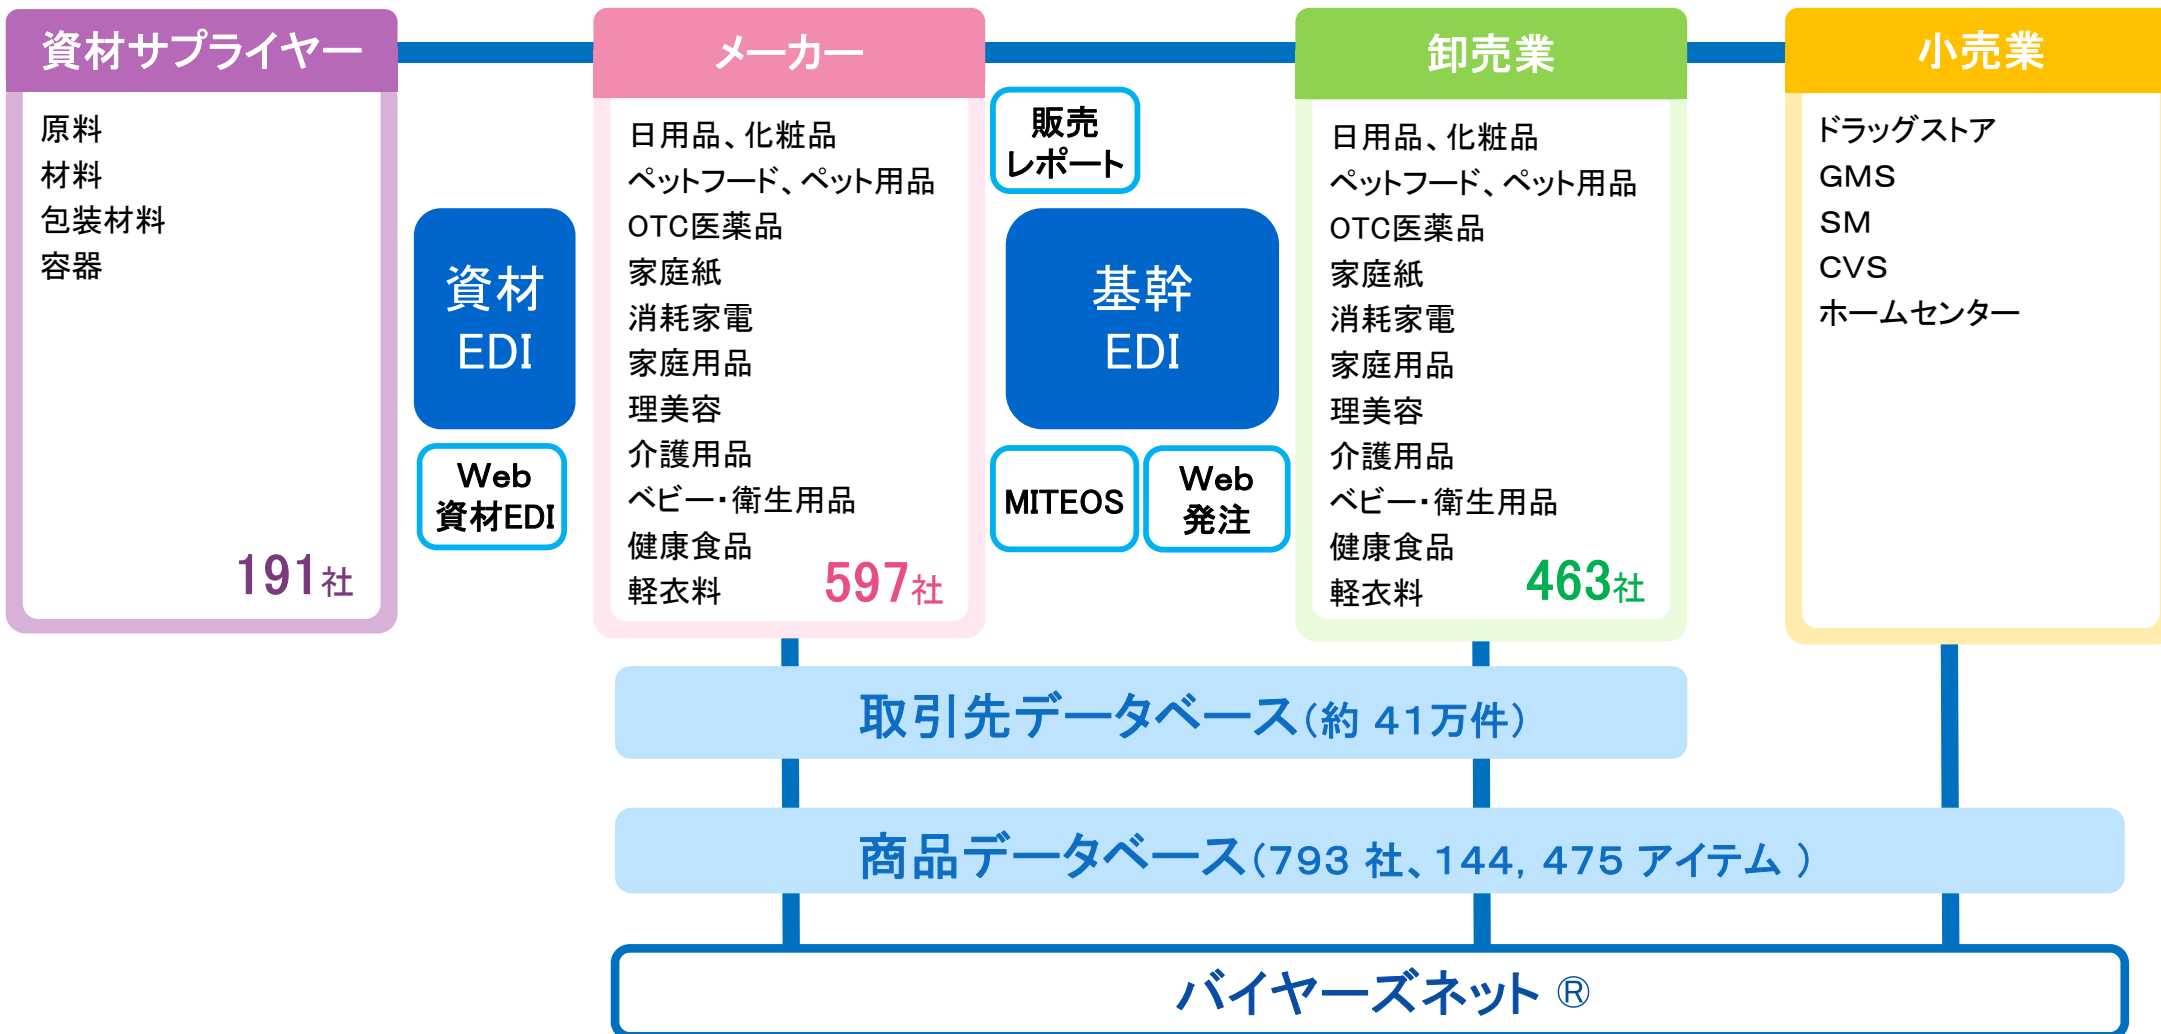 資材サプライヤー
原料
材料
包装材料
容器
191社
資材
EDI
Web
資材EDI
メーカー
日用品、化粧品
ペットフード、ペット用品
OTC医薬品
家庭紙
消耗家電
家庭用品
理美容
介護用品
ベビー・衛生用品
健康食品
軽衣料
597社
販売
レポート
基幹
EDI
MITEOS
Web
発注
卸売業
日用品、化粧品
ペットフード、ペット用品
OTC医薬品
家庭紙
消耗家電
家庭用品
理美容
介護用品
ベビー・衛生用品
健康食品
軽衣料
463社
小売業
ドラッグストア
GMS
SM
CVS
ホームセンター
取引先データベース(約 41万件)
商品データベース(793 社、144, 475 アイテム )
バイヤーズネット ®